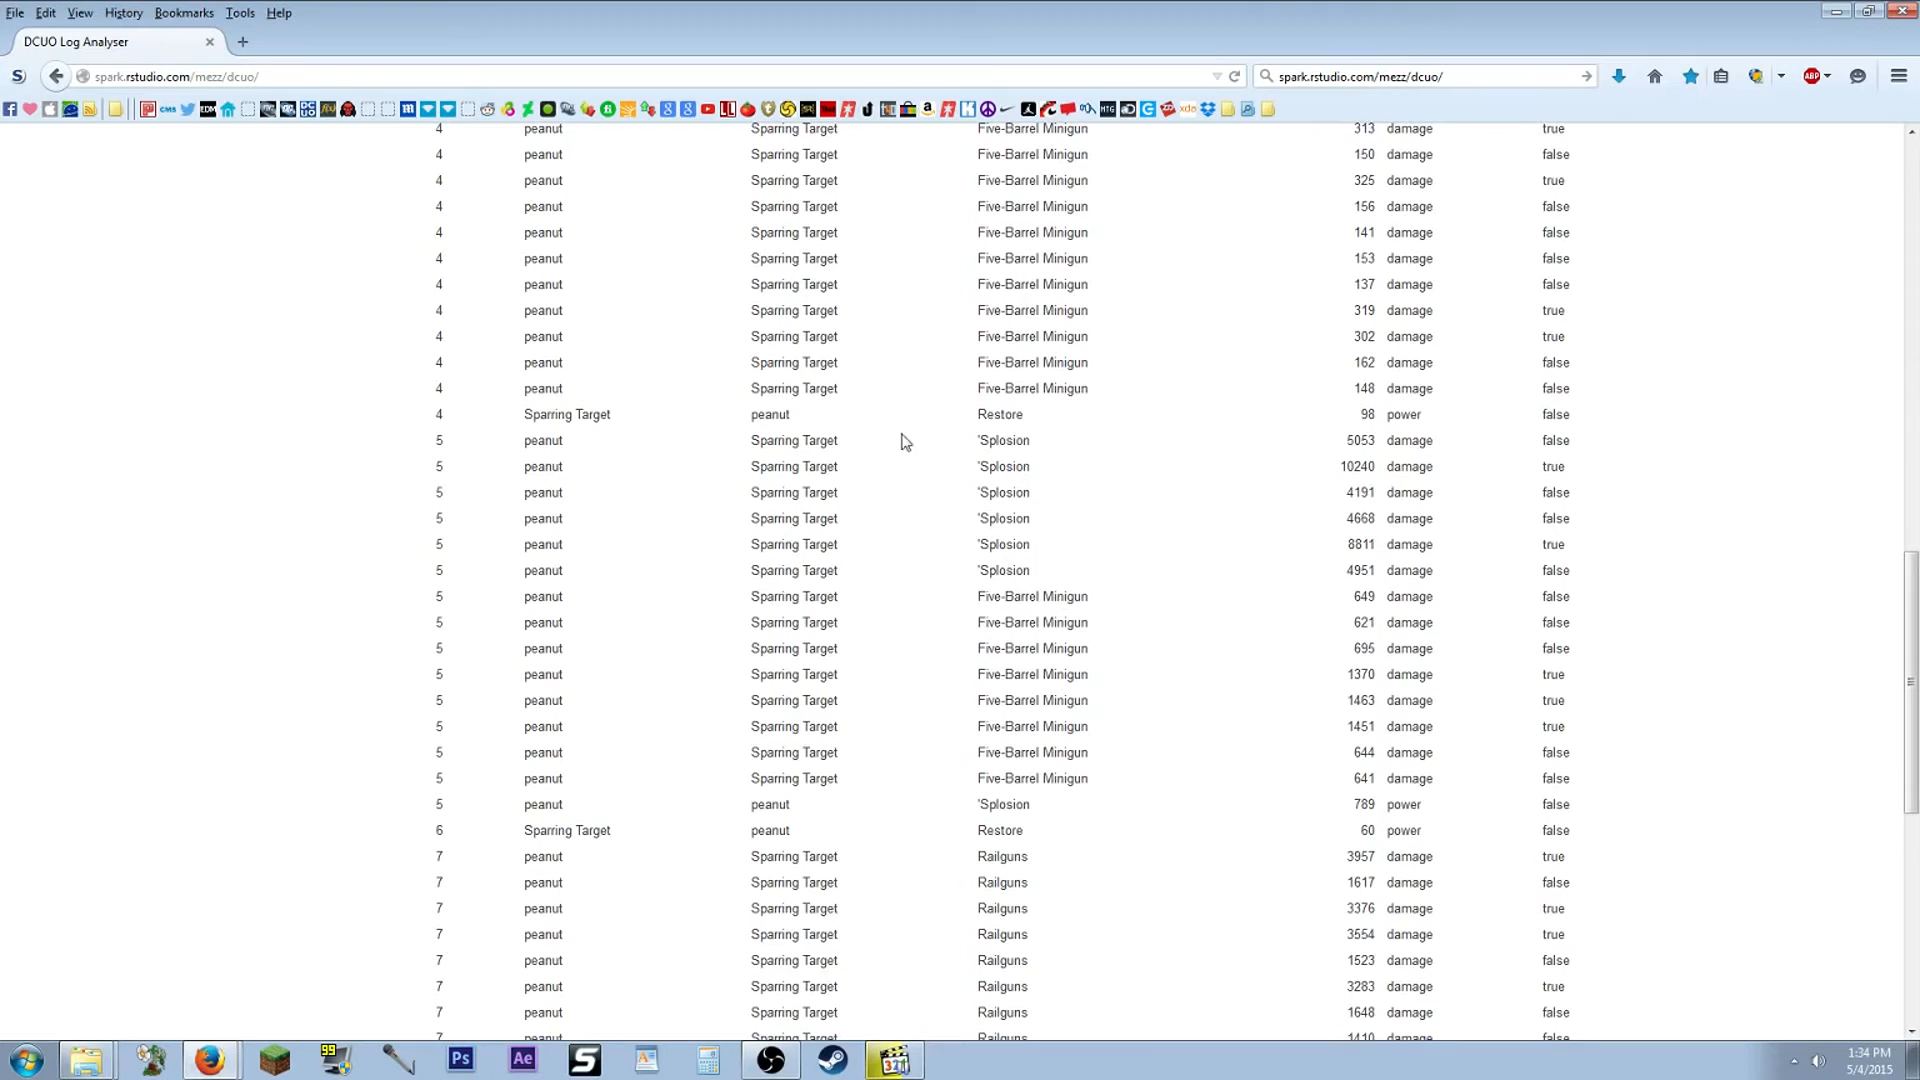 File Edit View History Bookmarks Tools Help
DCUO Log Analyser
spark.rstudio.com/mezz/dcuo/ spark.rstudio.com/mezz/dcuo/
4 peanut Sparring Target Five-Barrel Minigun 313 damage true
4 peanut Sparring Target Five-Barrel Minigun 150 damage false
4 peanut Sparring Target Five-Barrel Minigun 325 damage true
4 peanut Sparring Target Five-Barrel Minigun 156 damage false
4 peanut Sparring Target Five-Barrel Minigun 141 damage false
4 peanut Sparring Target Five-Barrel Minigun 153 damage false
4 peanut Sparring Target Five-Barrel Minigun 137 damage false
4 peanut Sparring Target Five-Barrel Minigun 319 damage true
4 peanut Sparring Target Five-Barrel Minigun 302 damage true
4 peanut Sparring Target Five-Barrel Minigun 162 damage false
4 peanut Sparring Target Five-Barrel Minigun 148 damage false
4 Sparring Target peanut Restore 98 power false
5 peanut Sparring Target 'Splosion 5053 damage false
5 peanut Sparring Target 'Splosion 10240 damage true
5 peanut Sparring Target 'Splosion 4191 damage false
5 peanut Sparring Target 'Splosion 4668 damage false
5 peanut Sparring Target 'Splosion 8811 damage true
5 peanut Sparring Target 'Splosion 4951 damage false
5 peanut Sparring Target Five-Barrel Minigun 649 damage false
5 peanut Sparring Target Five-Barrel Minigun 621 damage false
5 peanut Sparring Target Five-Barrel Minigun 695 damage false
5 peanut Sparring Target Five-Barrel Minigun 1370 damage true
5 peanut Sparring Target Five-Barrel Minigun 1463 damage true
5 peanut Sparring Target Five-Barrel Minigun 1451 damage true
5 peanut Sparring Target Five-Barrel Minigun 644 damage false
5 peanut Sparring Target Five-Barrel Minigun 641 damage false
5 peanut peanut 'Splosion 789 power false
6 Sparring Target peanut Restore 60 power false
7 peanut Sparring Target Railguns 3957 damage true
7 peanut Sparring Target Railguns 1617 damage false
7 peanut Sparring Target Railguns 3376 damage true
7 peanut Sparring Target Railguns 3554 damage true
7 peanut Sparring Target Railguns 1523 damage false
7 peanut Sparring Target Railguns 3283 damage true
7 peanut Sparring Target Railguns 1648 damage false
7 peanut Sparring Target Railguns 1410 damage false
99 Ps Ae S 321
1:34 PM
5/4/2015